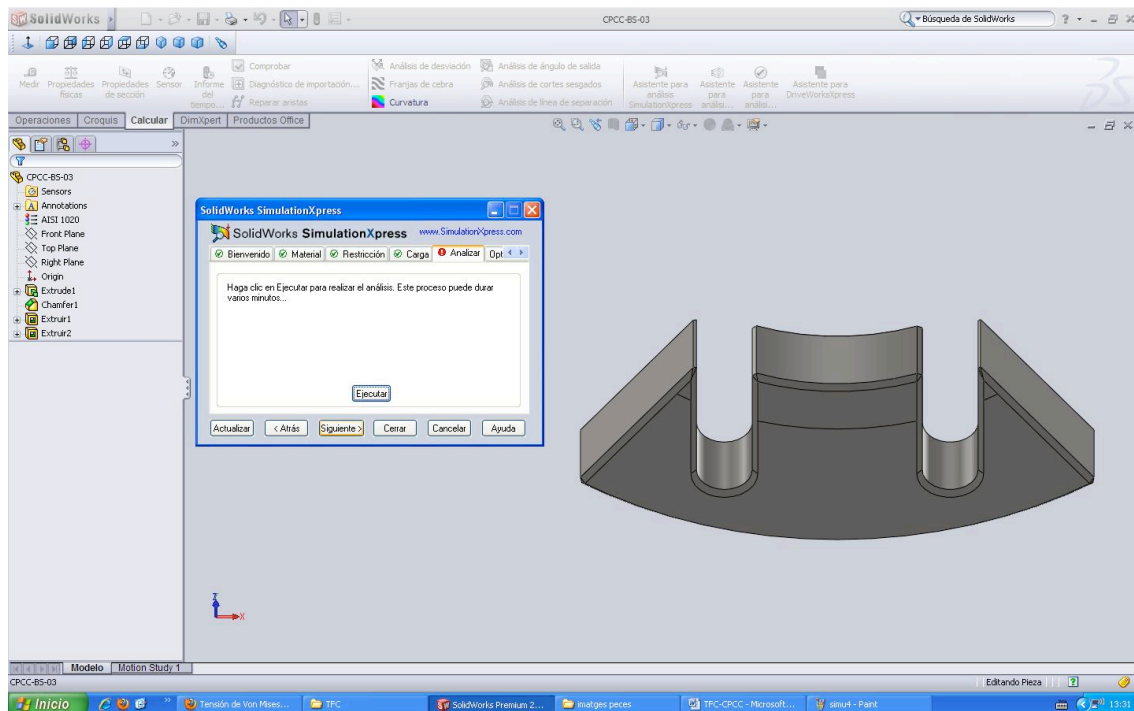 SolidWorks
CPCC-BS-03
Búsqueda de SolidWorks
Medir
Propiedades físicas
Propiedades de sección
Sensor
Informe del tiempo...
Comprobar
Diagnóstico de importación...
Reparar aristas
Análisis de desviación
Franjas de cebra
Curvatura
Análisis de ángulo de salida
Análisis de cortes sesgados
Análisis de línea de separación
Asistente para análisis SimulationXpress
Asistente para análisi...
Asistente para análisi...
Asistente para DriveWorksXpress
Operaciones Croquis Calcular DimXpert Productos Office
CPCC-BS-03
Sensors
Annotations
AISI 1020
Front Plane
Top Plane
Right Plane
Origin
Extrude1
Chamfer1
Extruir1
Extruir2
SolidWorks SimulationXpress
SolidWorks SimulationXpress www.SimulationXpress.com
Bienvenido Material Restricción Carga Analizar Opt
Haga clic en Ejecutar para realizar el análisis. Este proceso puede durar
varios minutos...
Ejecutar
Actualizar < Atrás Siguiente > Cerrar Cancelar Ayuda
Z
X
Modelo Motion Study 1
CPCC-BS-03
Editando Pieza
Inicio
Tensión de Von Mises...
TFC
SolidWorks Premium 2...
imatges peces
TFC-CPCC - Microsoft...
simu4 - Paint
13:31